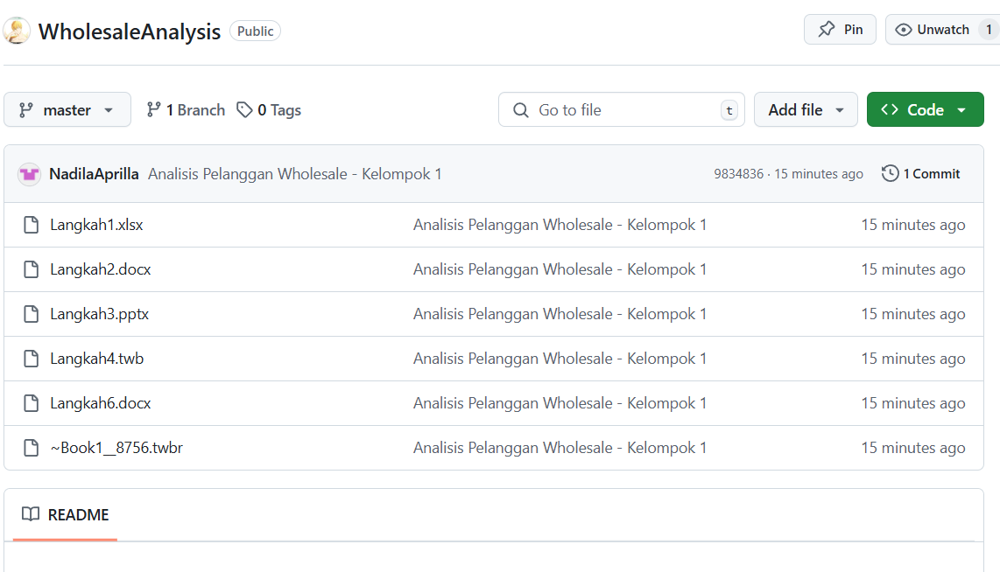 WholesaleAnalysis Public Pin Unwatch 1
master 1 Branch 0 Tags Go to file t Add file Code
NadilaAprilla Analisis Pelanggan Wholesale - Kelompok 1 9834836 · 15 minutes ago 1 Commit
Langkah1.xlsx Analisis Pelanggan Wholesale - Kelompok 1 15 minutes ago
Langkah2.docx Analisis Pelanggan Wholesale - Kelompok 1 15 minutes ago
Langkah3.pptx Analisis Pelanggan Wholesale - Kelompok 1 15 minutes ago
Langkah4.twb Analisis Pelanggan Wholesale - Kelompok 1 15 minutes ago
Langkah6.docx Analisis Pelanggan Wholesale - Kelompok 1 15 minutes ago
~Book1__8756.twbr Analisis Pelanggan Wholesale - Kelompok 1 15 minutes ago
README